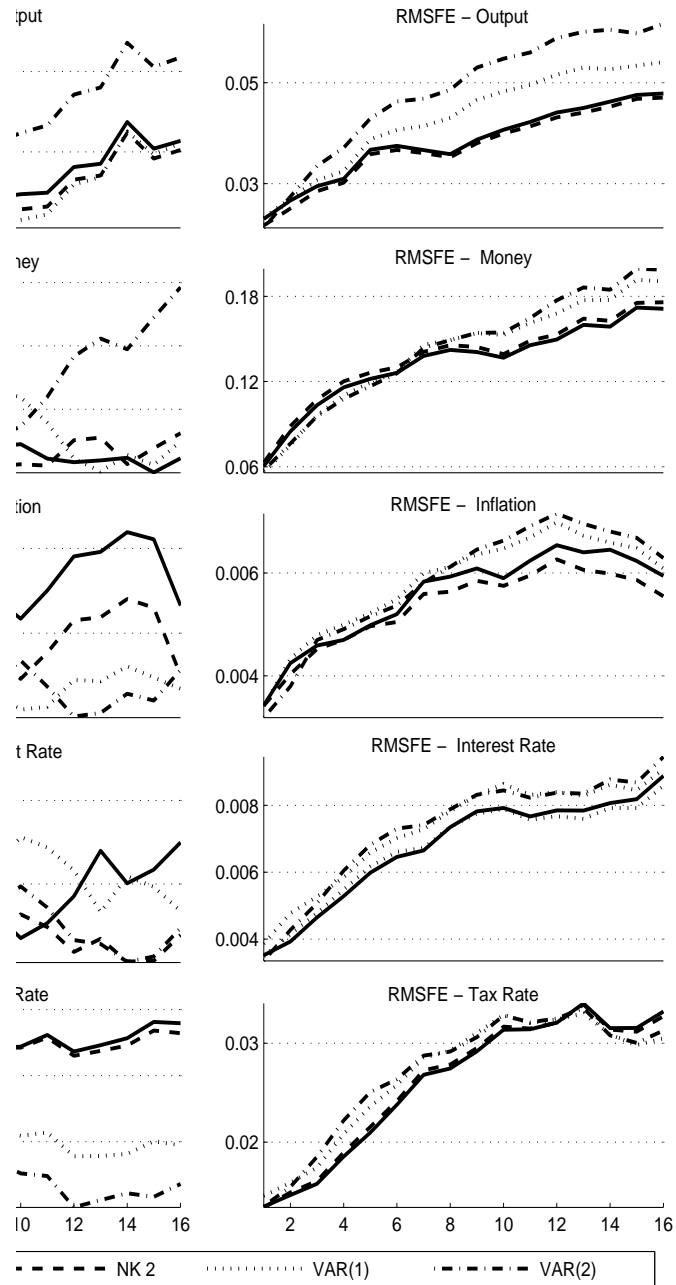 tput
RMSFE − Output
0.05
0.03
ney
RMSFE − Money
0.18
0.12
0.06
tion
RMSFE − Inflation
0.006
0.004
t Rate
RMSFE − Interest Rate
0.008
0.006
0.004
Rate
RMSFE − Tax Rate
0.03
0.02
10 12 14 16 2 4 6 8 10 12 14 16
NK 2 VAR(1) VAR(2)